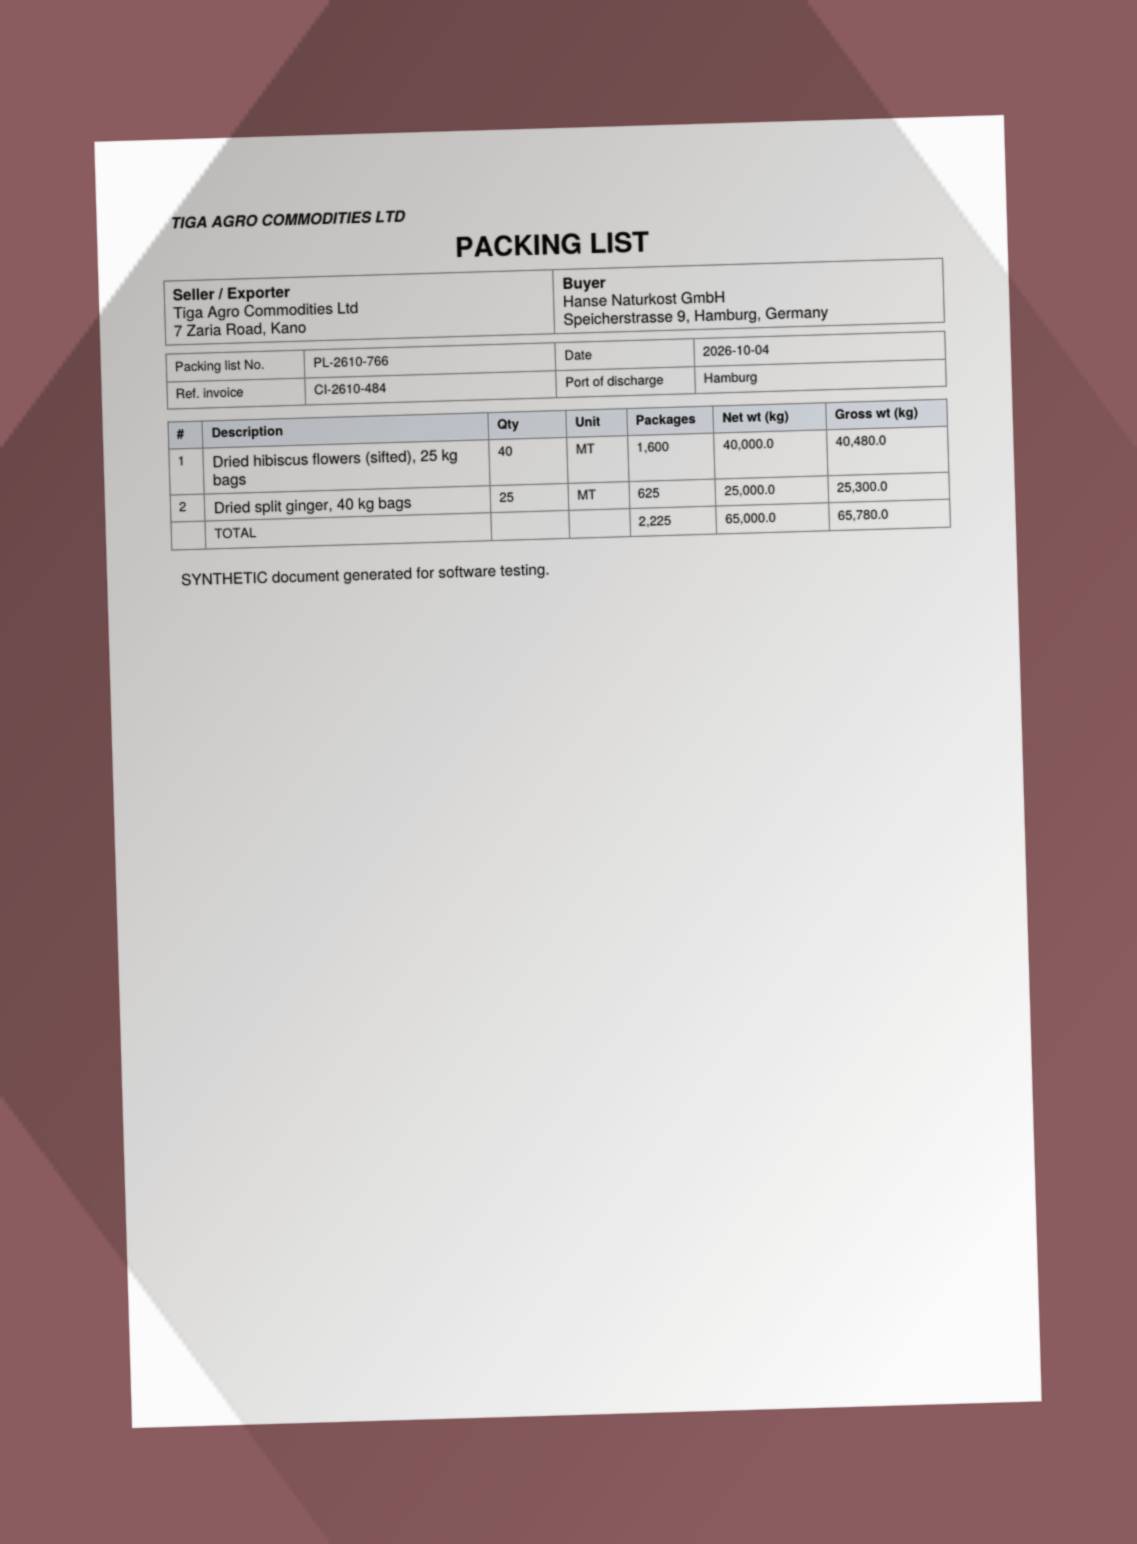 TIGA AGRO COMMODITIES LTD
PACKING LIST
Seller / Exporter
Tiga Agro Commodities Ltd
7 Zaria Road, Kano
Buyer
Hanse Naturkost GmbH
Speicherstrasse 9, Hamburg, Germany
Packing list No. PL-2610-766 Date 2026-10-04
Ref. invoice CI-2610-484 Port of discharge Hamburg
# Description Qty Unit Packages Net wt (kg) Gross wt (kg)
1 Dried hibiscus flowers (sifted), 25 kg bags 40 MT 1,600 40,000.0 40,480.0
2 Dried split ginger, 40 kg bags 25 MT 625 25,000.0 25,300.0
TOTAL 2,225 65,000.0 65,780.0
SYNTHETIC document generated for software testing.